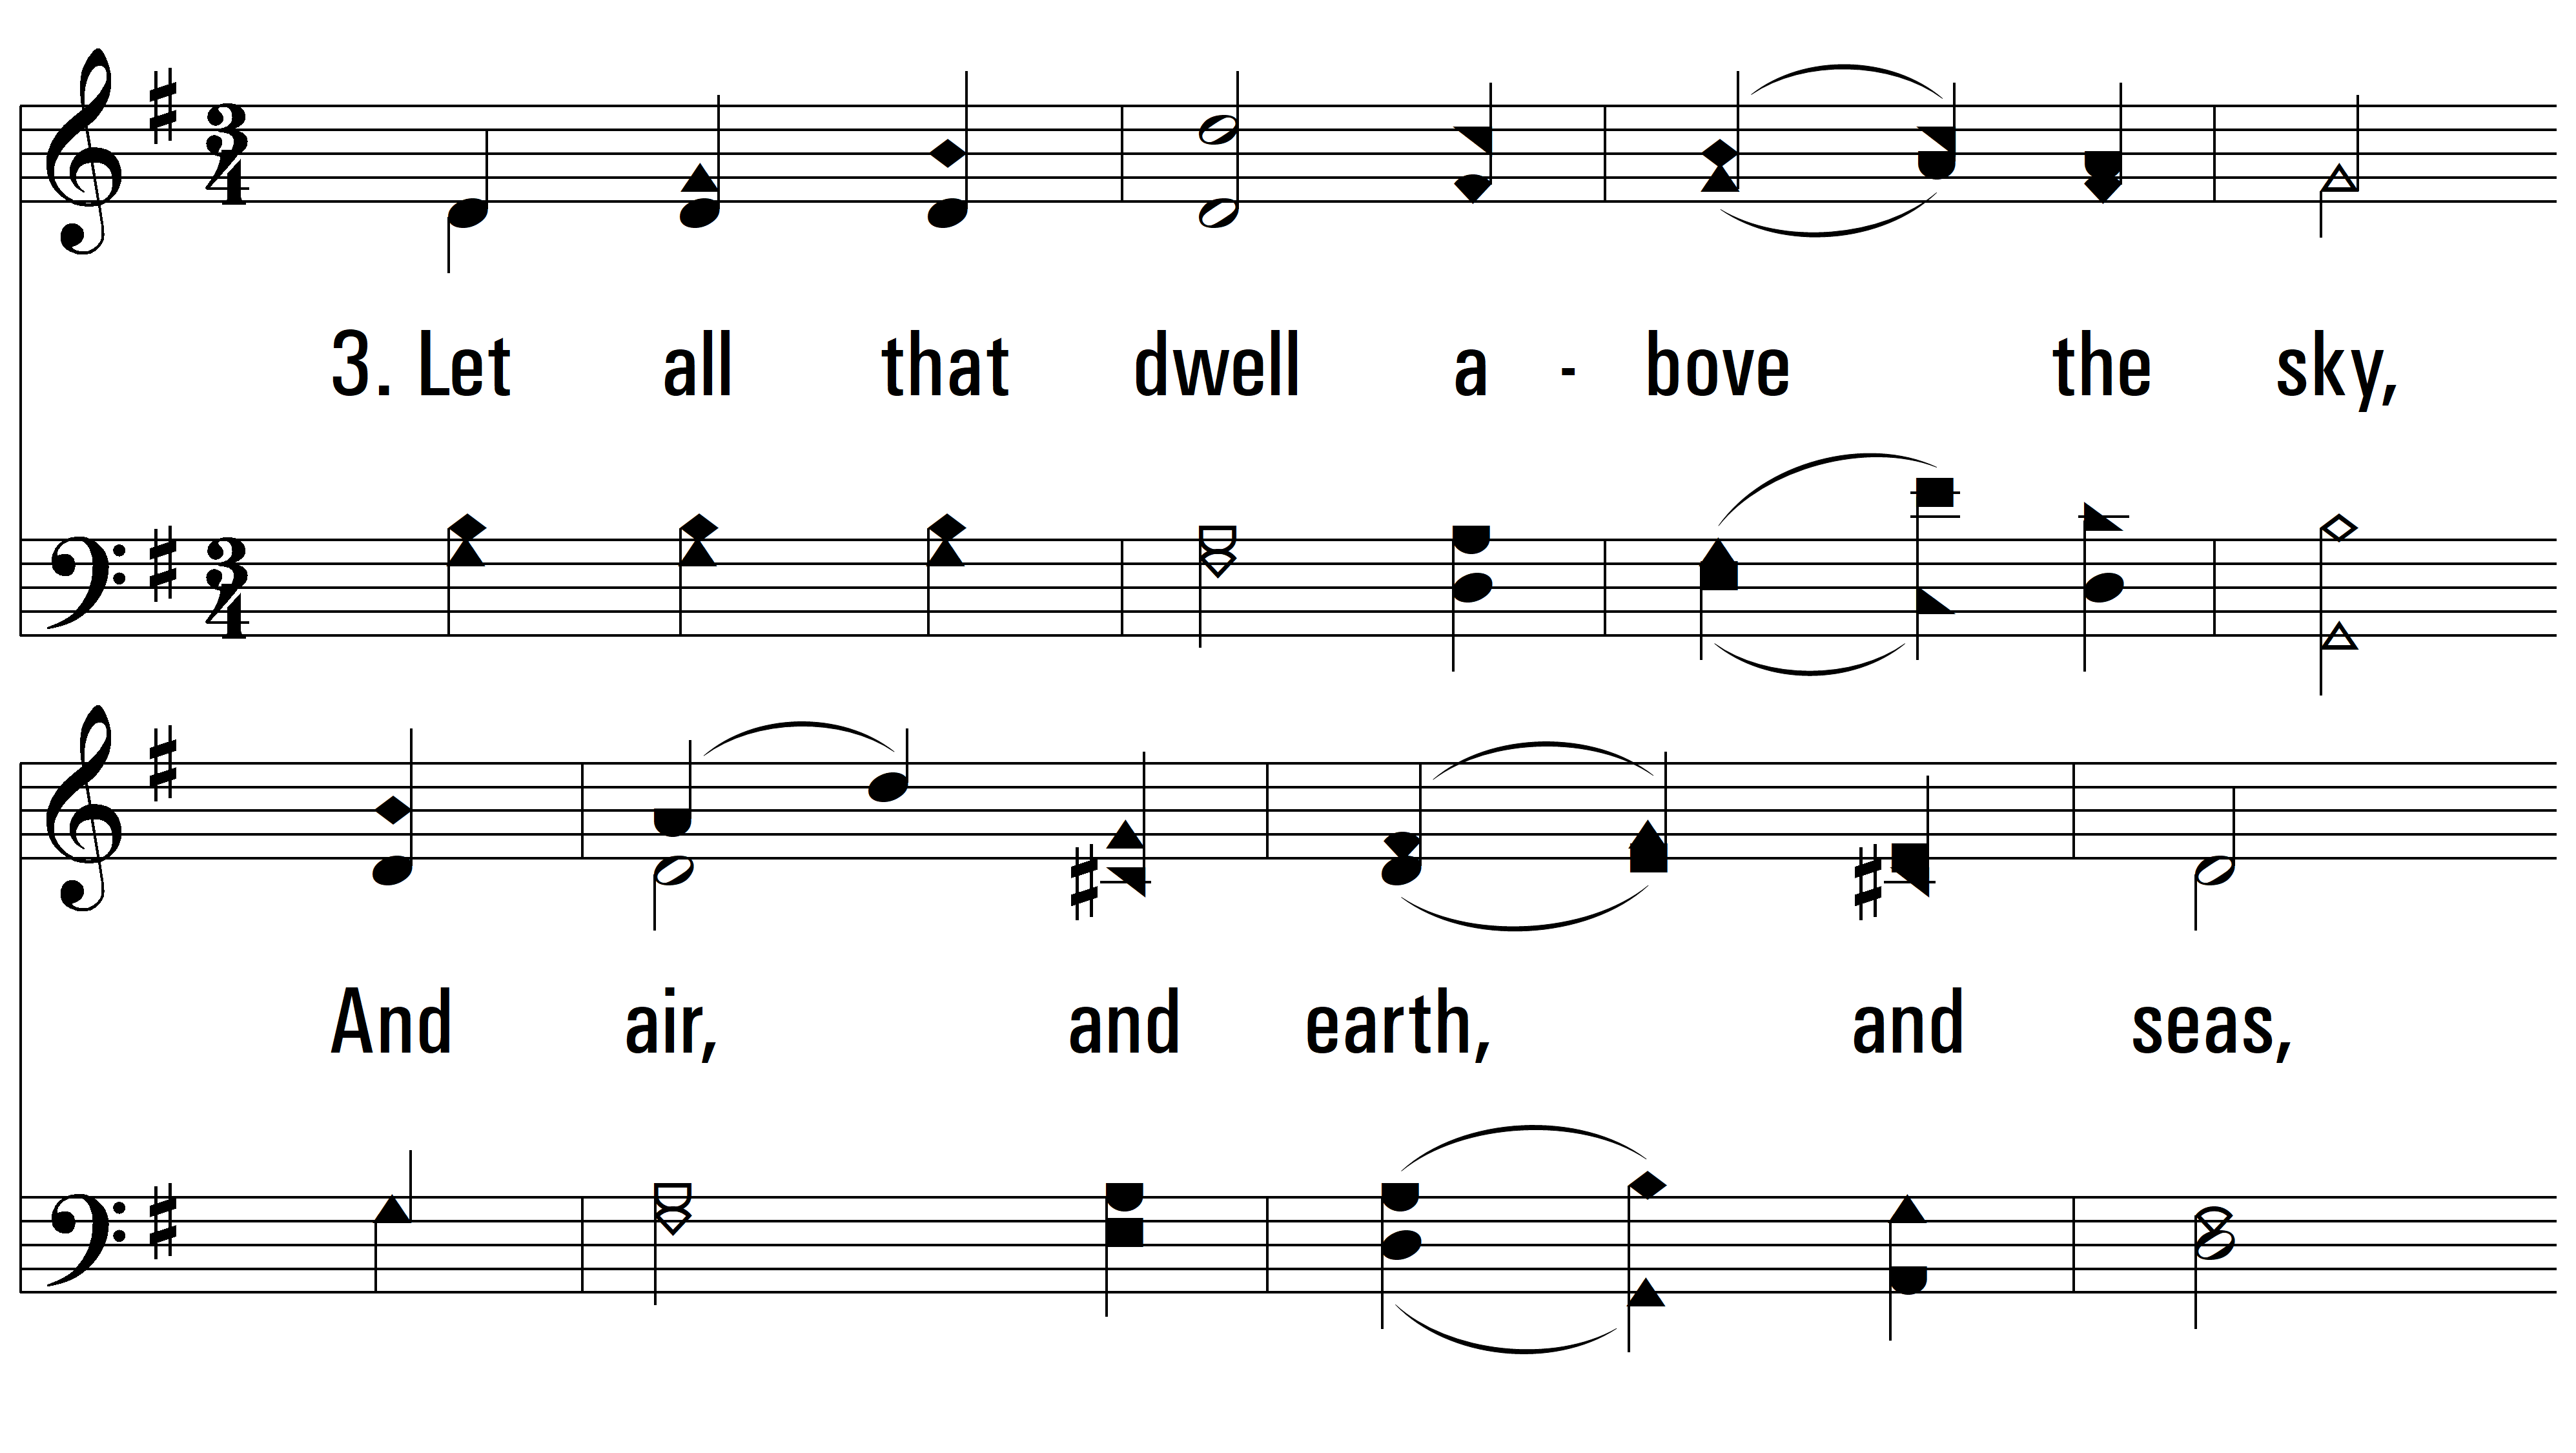 3. Let all that dwell a - bove the sky,
And air, and earth, and seas,